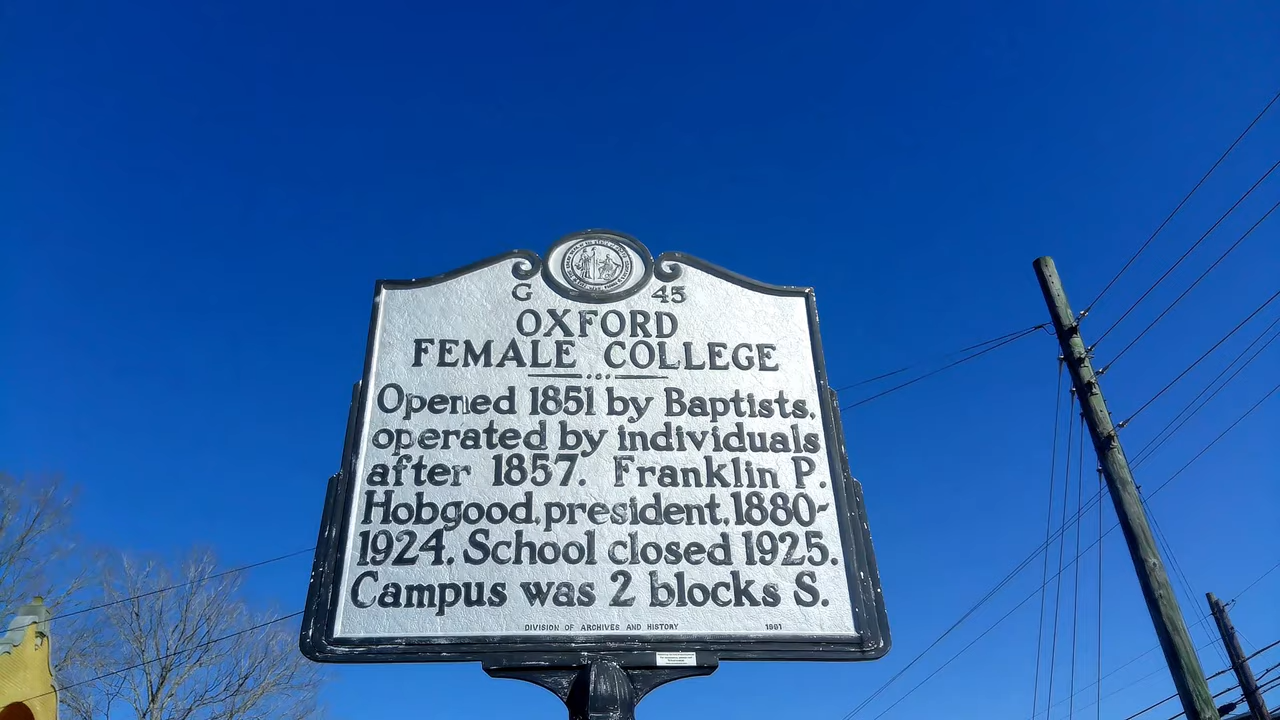 G 45
OXFORD
FEMALE COLLEGE
Opened 1851 by Baptists,
operated by individuals
after 1857. Franklin P.
Hobgood, president, 1880-
1924. School closed 1925.
Campus was 2 blocks S.
DIVISION OF ARCHIVES AND HISTORY 1991